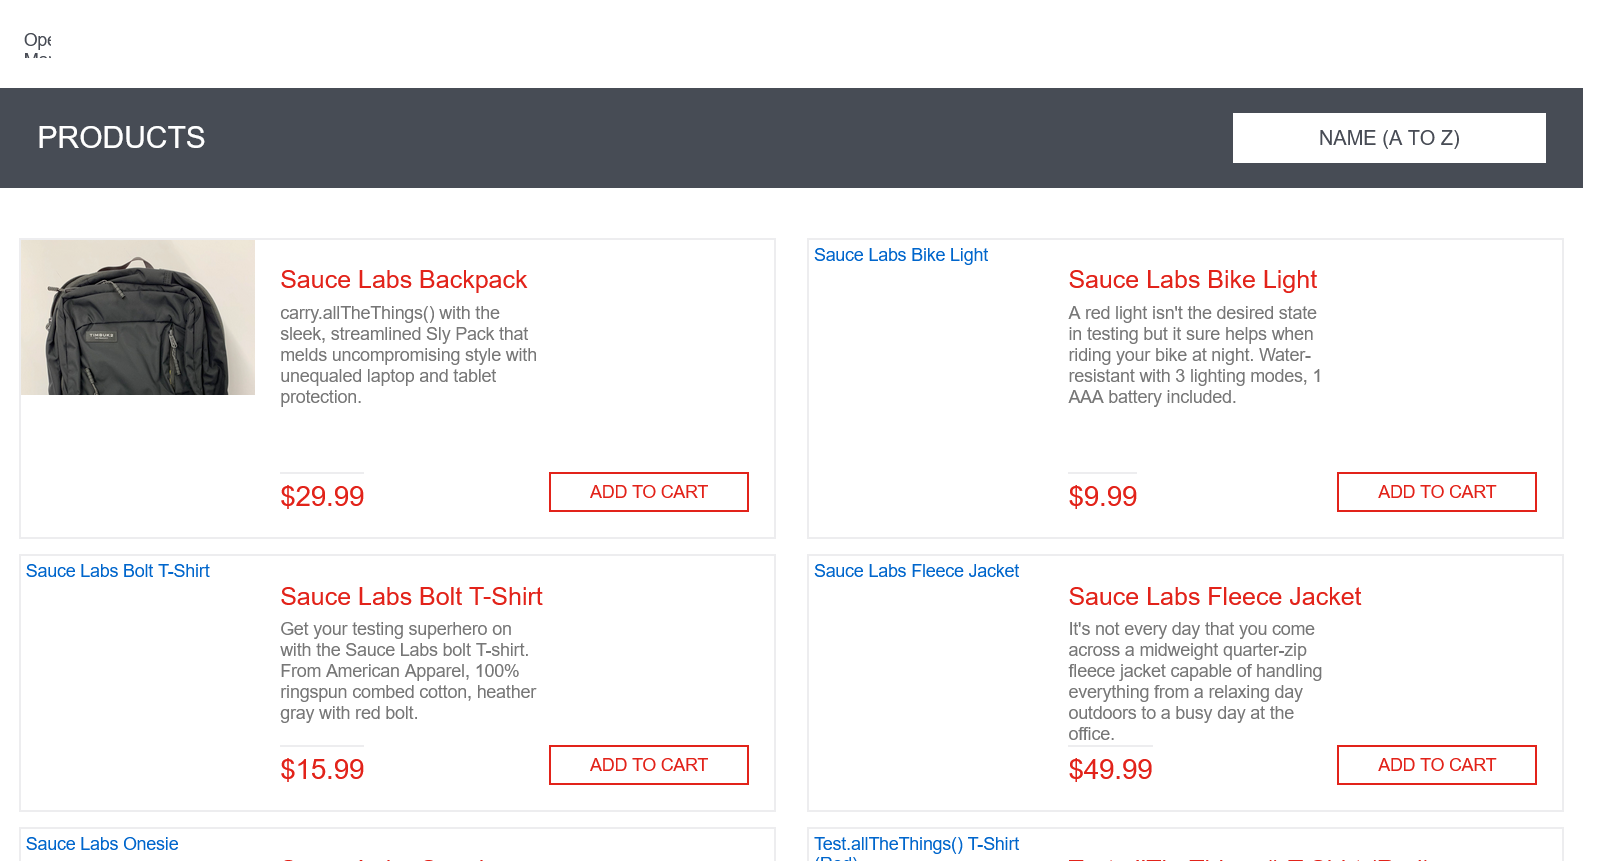 Ope
PRODUCTS
NAME (A TO Z)
Sauce Labs Backpack
carry.allTheThings() with the
sleek, streamlined Sly Pack that
melds uncompromising style with
unequaled laptop and tablet
protection.
$29.99
ADD TO CART
Sauce Labs Bike Light
Sauce Labs Bike Light
A red light isn't the desired state
in testing but it sure helps when
riding your bike at night. Water-
resistant with 3 lighting modes, 1
AAA battery included.
$9.99
ADD TO CART
Sauce Labs Bolt T-Shirt
Sauce Labs Bolt T-Shirt
Get your testing superhero on
with the Sauce Labs bolt T-shirt.
From American Apparel, 100%
ringspun combed cotton, heather
gray with red bolt.
$15.99
ADD TO CART
Sauce Labs Fleece Jacket
Sauce Labs Fleece Jacket
It's not every day that you come
across a midweight quarter-zip
fleece jacket capable of handling
everything from a relaxing day
outdoors to a busy day at the
office.
$49.99
ADD TO CART
Sauce Labs Onesie
Test.allTheThings() T-Shirt